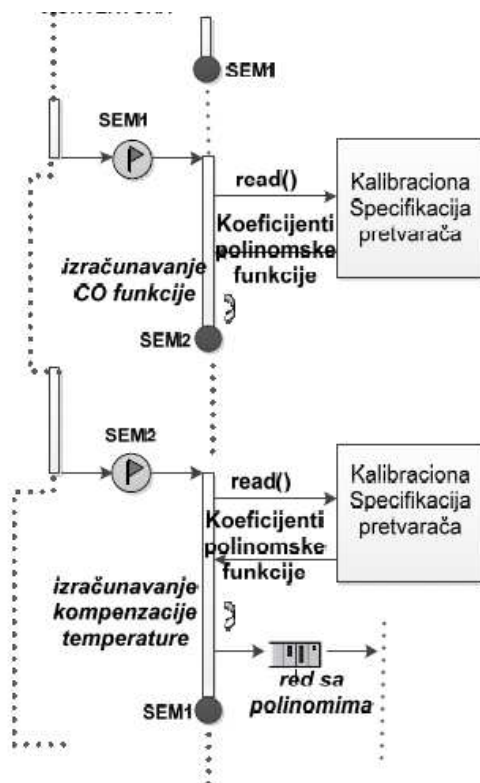 SEM1
SEM1
read()
Kalibraciona
Specifikacija
pretvarača
Koeficijenti
polinomske
funkcije
izračunavanje
CO funkcije
SEM2
SEM2
read()
Kalibraciona
Specifikacija
pretvarača
Koeficijenti
polinomske
funkcije
izračunavanje
kompenzacije
temperature
red sa
polinomima
SEM1